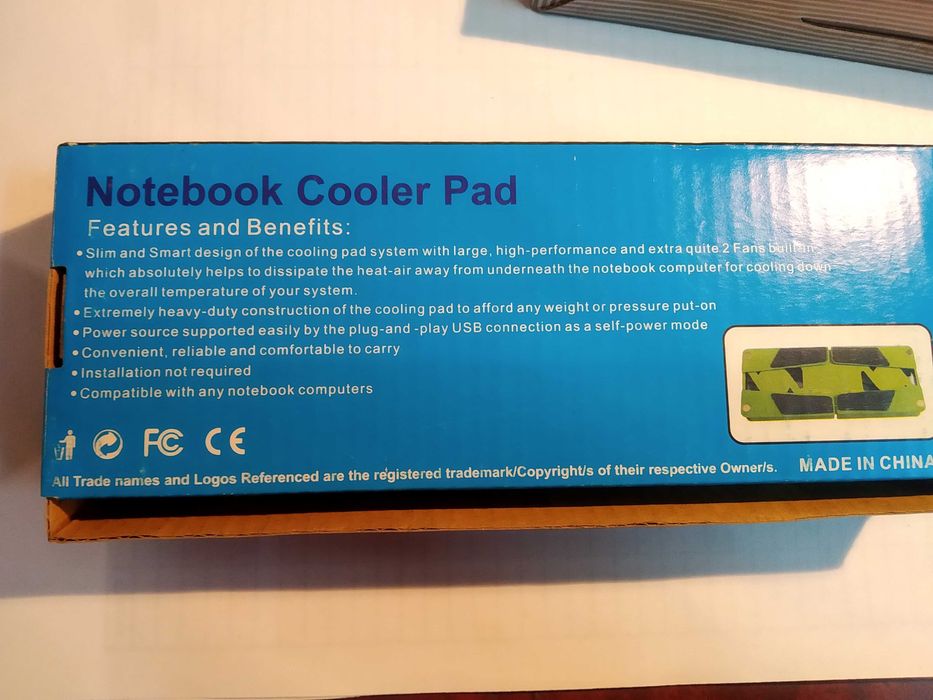 Notebook Cooler Pad
Features and Benefits:
•Slim and Smart design of the cooling pad system with large, high-performance and extra quite 2 Fans built-in
which absolutely helps to dissipate the heat-air away from underneath the notebook computer for cooling down
the overall temperature of your system.
•Extremely heavy-duty construction of the cooling pad to afford any weight or pressure put-on
•Power source supported easily by the plug-and -play USB connection as a self-power mode
•Convenient, reliable and comfortable to carry
•Installation not required
•Compatible with any notebook computers
FC CE
All Trade names and Logos Referenced are the registered trademark/Copyright/s of their respective Owner/s.
MADE IN CHINA